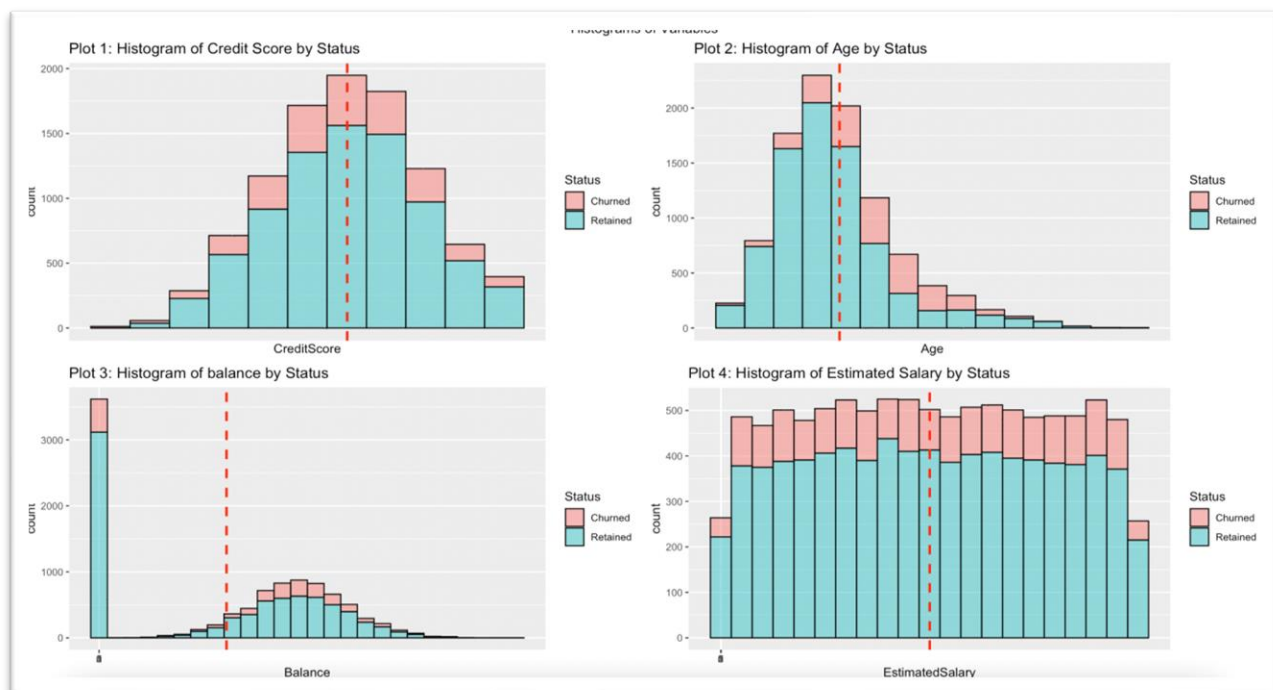 Histograms of Variables
Plot 1: Histogram of Credit Score by Status
2000
1500
1000
500
0
count
CreditScore
Status
Churned
Retained
Plot 2: Histogram of Age by Status
2000
1500
1000
500
0
count
Age
Status
Churned
Retained
Plot 3: Histogram of balance by Status
3000
2000
1000
0
count
Balance
Status
Churned
Retained
Plot 4: Histogram of Estimated Salary by Status
500
400
300
200
100
0
count
EstimatedSalary
Status
Churned
Retained